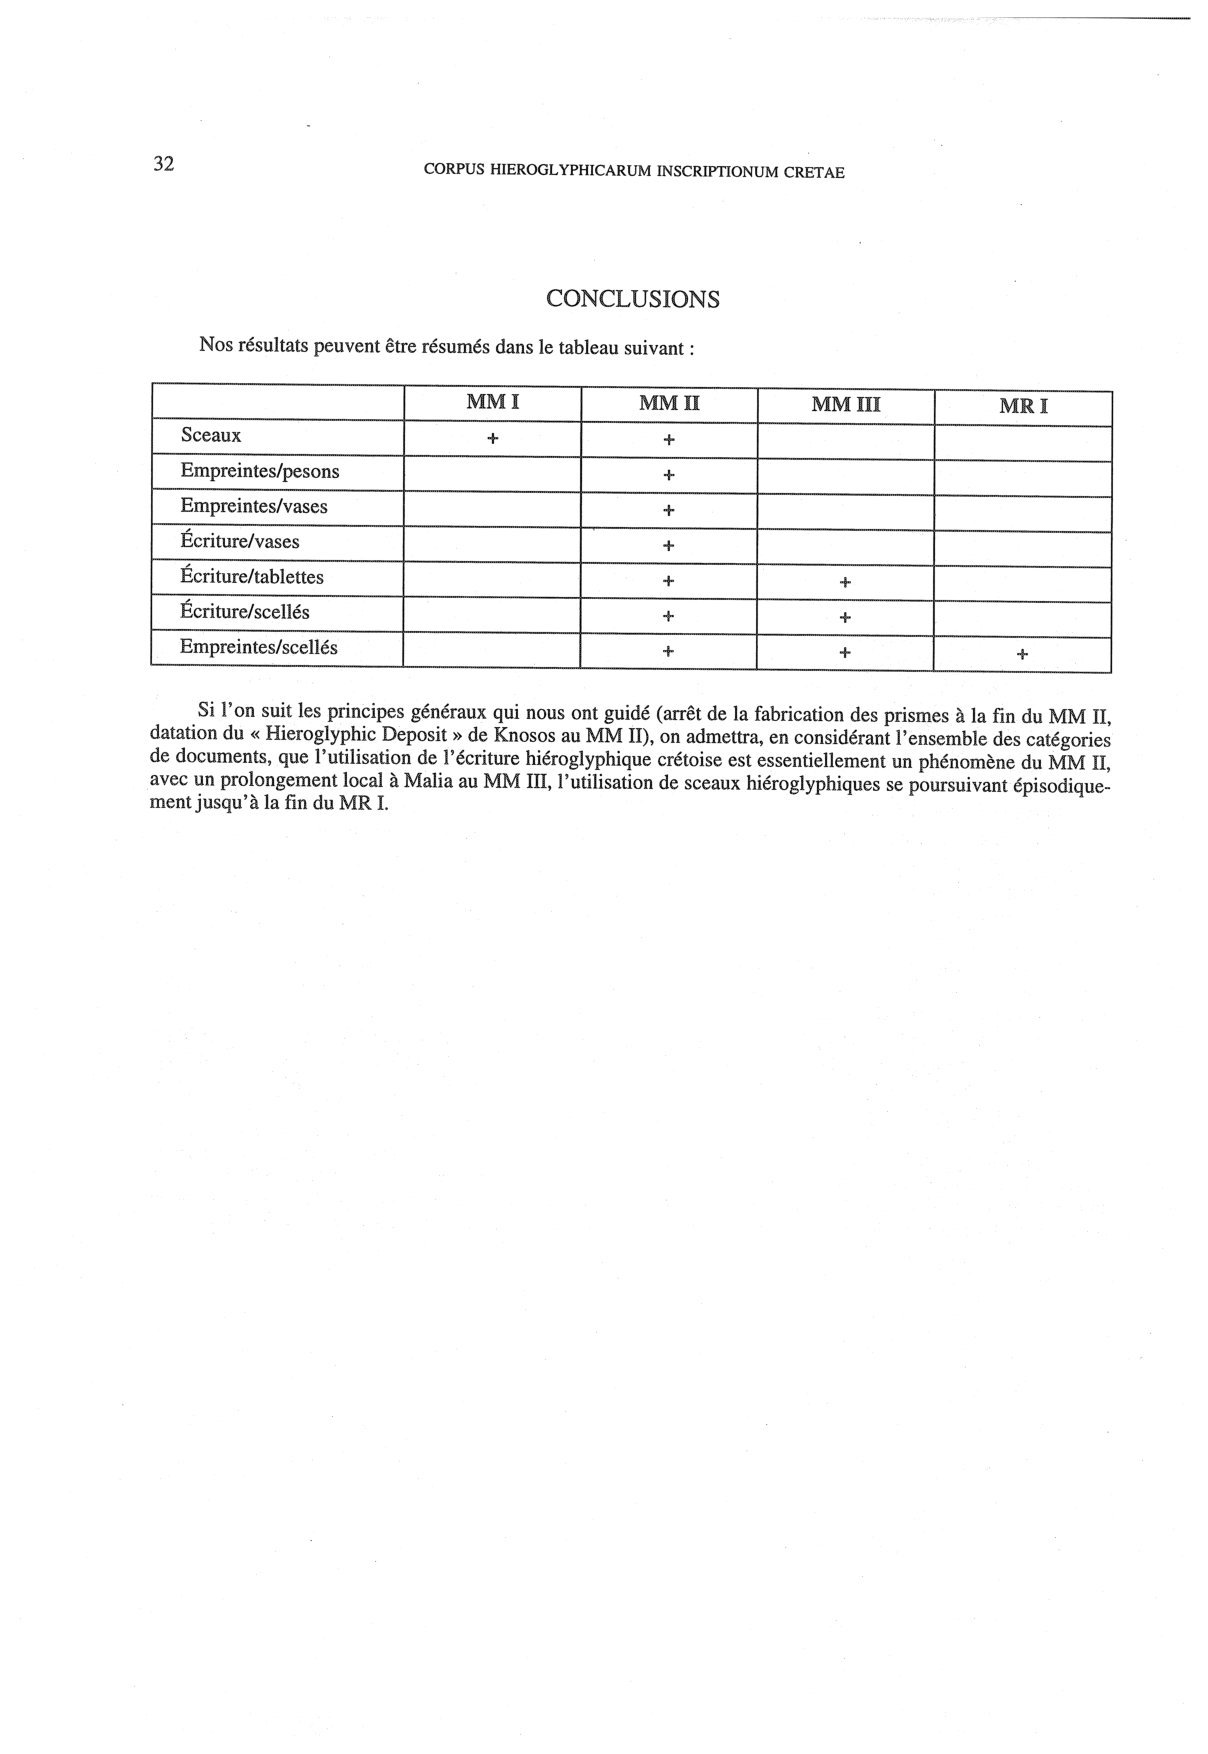 32
CORPUS HIEROGLYPHICARUM INSCRIPTIONUM CRETAE
CONCLUSIONS
Nos résultats peuvent être résumés dans le tableau suivant :
MM I MM II MM III MR I
Sceaux + +
Empreintes/pesons +
Empreintes/vases +
Écriture/vases +
Écriture/tablettes + +
Écriture/scellés + +
Empreintes/scellés + + +
Si l'on suit les principes généraux qui nous ont guidé (arrêt de la fabrication des prismes à la fin du MM II,
datation du « Hieroglyphic Deposit » de Knosos au MM II), on admettra, en considérant l'ensemble des catégories
de documents, que l'utilisation de l'écriture hiéroglyphique crétoise est essentiellement un phénomène du MM II,
avec un prolongement local à Malia au MM III, l'utilisation de sceaux hiéroglyphiques se poursuivant épisodique-
ment jusqu'à la fin du MR I.